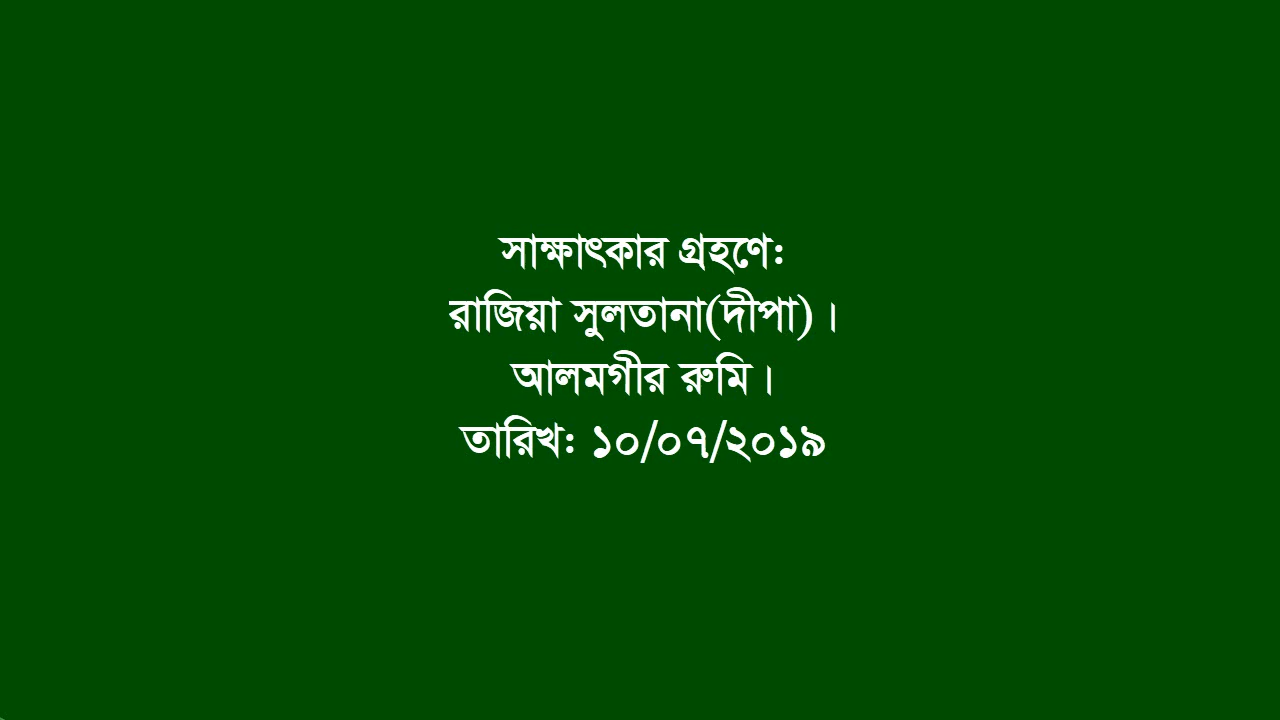 সাক্ষাৎকার গ্রহণে:
রাজিয়া সুলতানা(দীপা)।
আলমগীর রুমি।
তারিখ: ১০/০৭/২০১৯